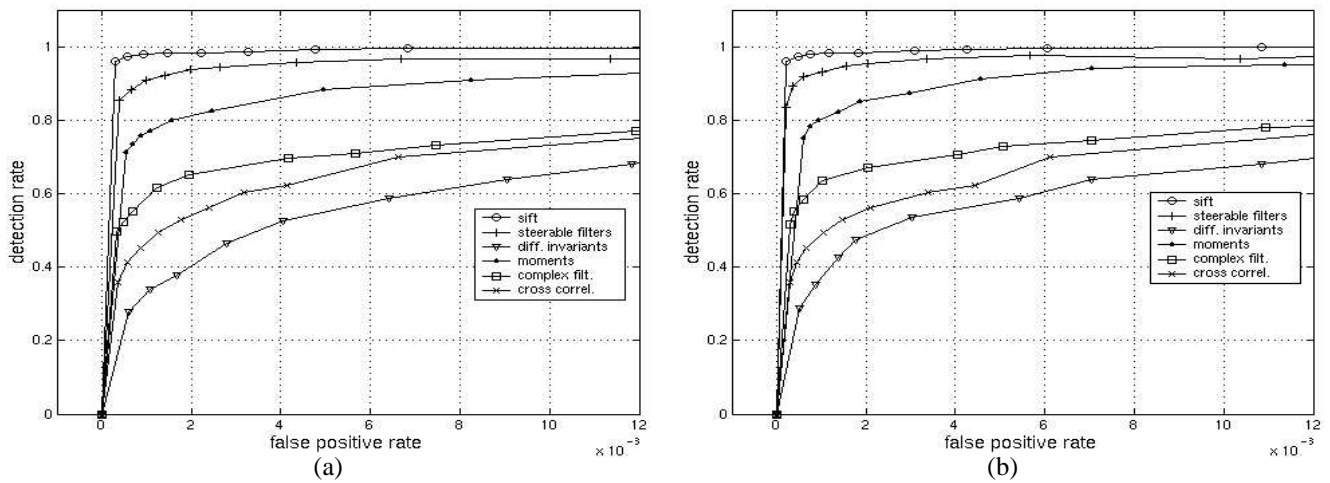 1
0.8
0.6
0.4
0.2
0
detection rate
sift
steerable filters
diff. invariants
moments
complex filt.
cross correl.
0 2 4 6 8 10 12
false positive rate
× 10⁻³
(a)
1
0.8
0.6
0.4
0.2
0
detection rate
sift
steerable filters
diff. invariants
moments
complex filt.
cross correl.
0 2 4 6 8 10 12
false positive rate
× 10⁻³
(b)